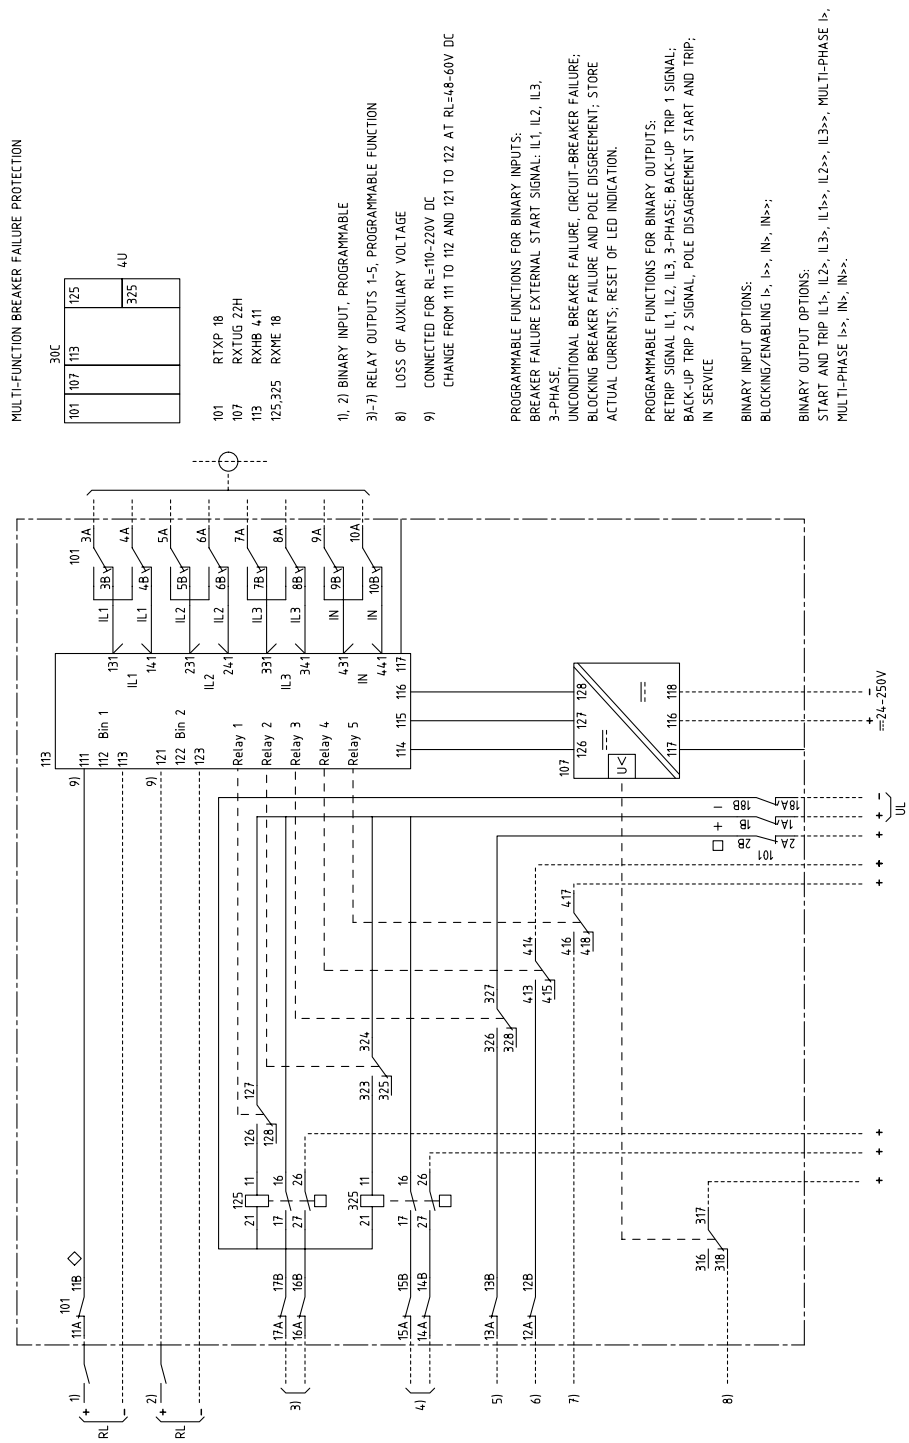 MULTI-FUNCTION BREAKER FAILURE PROTECTION
30C
101
107
113
125
325
4U
101 RTXP 18
107 RXTUG 22H
113 RXHB 411
125,325 RXME 18
1), 2) BINARY INPUT, PROGRAMMABLE
3)-7) RELAY OUTPUTS 1-5, PROGRAMMABLE FUNCTION
8) LOSS OF AUXILIARY VOLTAGE
9) CONNECTED FOR RL=110-220V DC
CHANGE FROM 111 TO 112 AND 121 TO 122 AT RL=48-60V DC
PROGRAMMABLE FUNCTIONS FOR BINARY INPUTS:
BREAKER FAILURE EXTERNAL START SIGNAL: IL1, IL2, IL3,
3-PHASE,
UNCONDITIONAL BREAKER FAILURE, CIRCUIT-BREAKER FAILURE;
BLOCKING BREAKER FAILURE AND POLE DISGREEMENT; STORE
ACTUAL CURRENTS; RESET OF LED INDICATION.
PROGRAMMABLE FUNCTIONS FOR BINARY OUTPUTS:
RETRIP SIGNAL IL1, IL2, IL3, 3-PHASE; BACK-UP TRIP 1 SIGNAL;
BACK-UP TRIP 2 SIGNAL, POLE DISAGREEMENT START AND TRIP;
IN SERVICE
BINARY INPUT OPTIONS:
BLOCKING/ENABLING I>, I>>, IN>, IN>>;
BINARY OUTPUT OPTIONS:
START AND TRIP IL1>, IL2>, IL3>, IL1>>, IL2>>, IL3>>, MULTI-PHASE I>,
MULTI-PHASE I>>, IN>, IN>>.
101
3A
4A
5A
6A
7A
8A
9A
10A
3B
4B
5B
6B
7B
8B
9B
10B
IL1
IL1
IL2
IL2
IL3
IL3
IN
IN
131
141
231
241
331
341
431
441
117
IL1
IL2
IL3
IN
116
115
114
113
111
112
113
Bin 1
121
122
123
Bin 2
9)
9)
Relay 1
Relay 2
Relay 3
Relay 4
Relay 5
107
126
127
128
U<
117
116
118
+
-
24-250V
18B
1B
2B
-
+
18A
1A
2A
101
-
+
+
UL
+
+
417
416
418
414
413
415
327
326
328
324
323
325
127
126
128
125
11
21
16
17
26
27
325
11
21
16
17
26
27
+
+
+
317
316
318
101
11B
11A
17B
17A
16B
16A
15B
15A
14B
14A
13B
13A
12B
12A
1)
+
-
RL
2)
+
-
RL
3)
4)
5)
6)
7)
8)